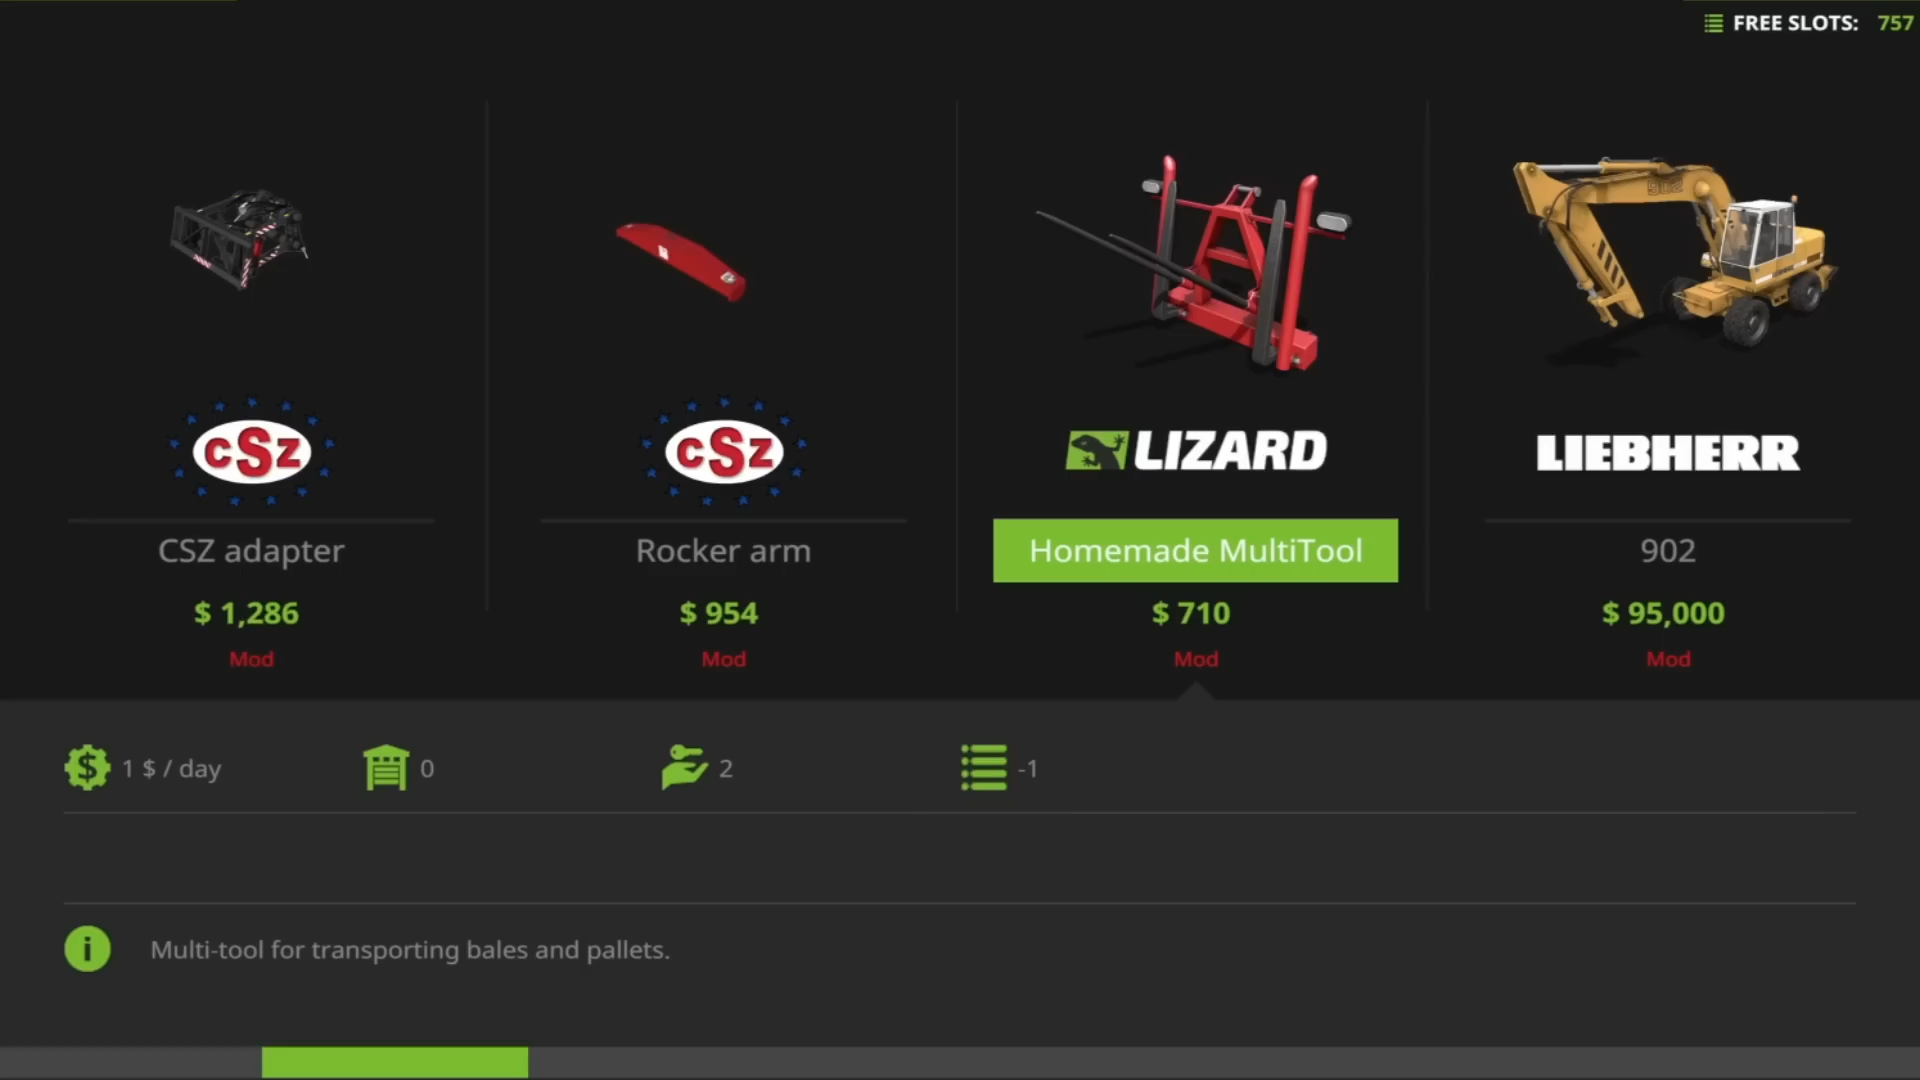 FREE SLOTS: 757
CSZ
CSZ
LIZARD
LIEBHERR
902
CSZ adapter
Rocker arm
Homemade MultiTool
902
$ 1,286
$ 954
$ 710
$ 95,000
Mod
Mod
Mod
Mod
1 $ / day
0
2
-1
Multi-tool for transporting bales and pallets.